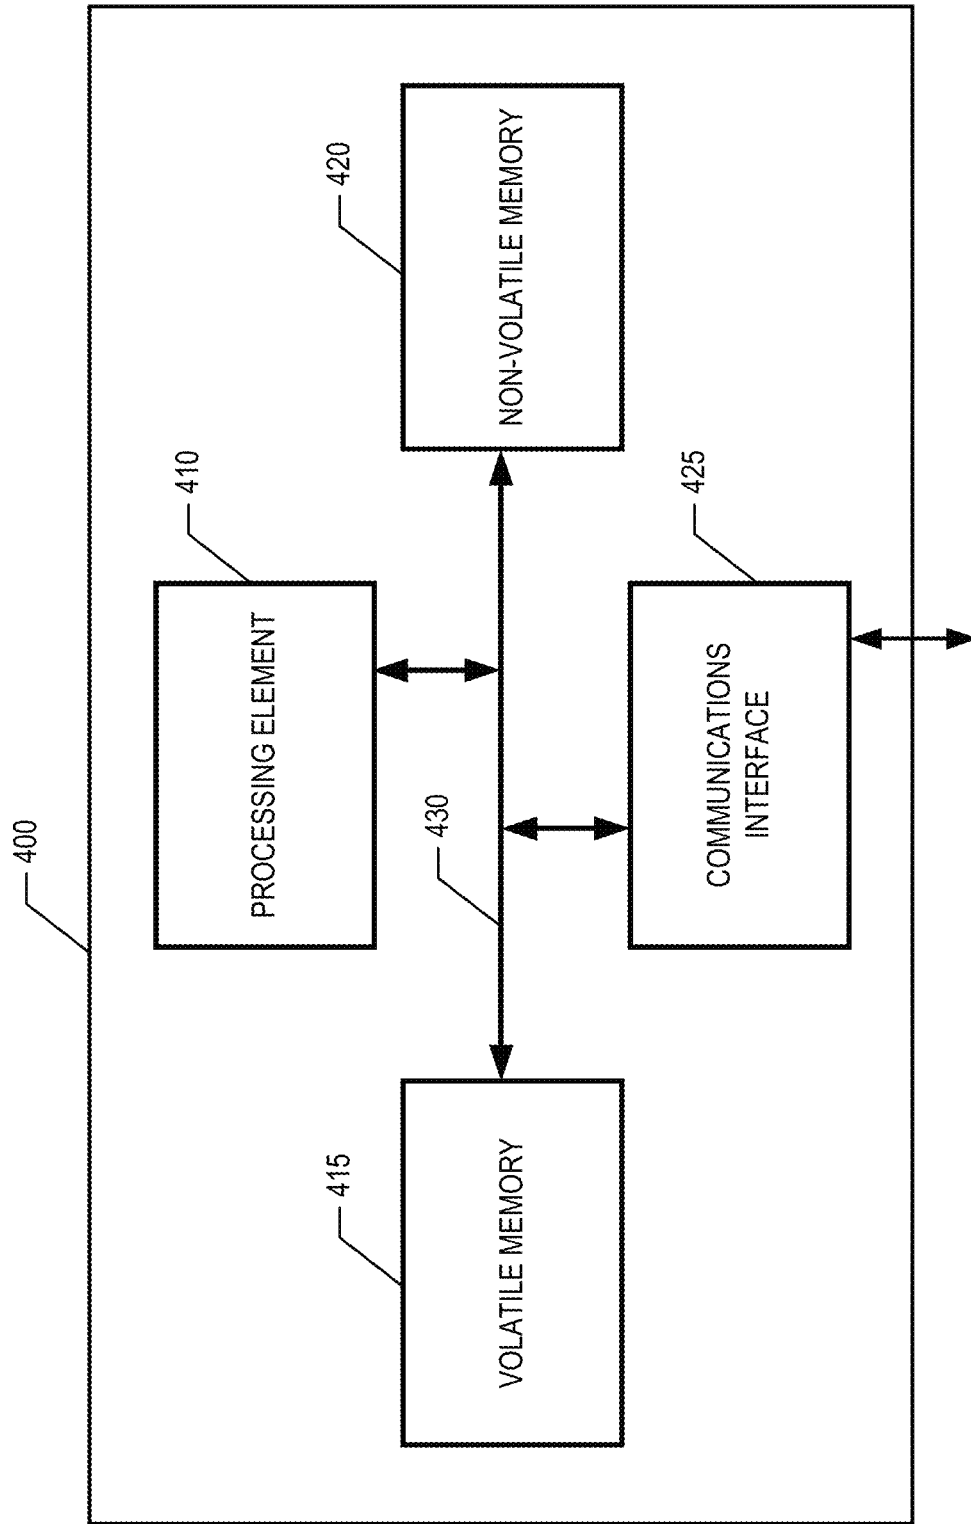 400
410
PROCESSING ELEMENT
415
VOLATILE MEMORY
430
420
NON-VOLATILE MEMORY
425
COMMUNICATIONS
INTERFACE